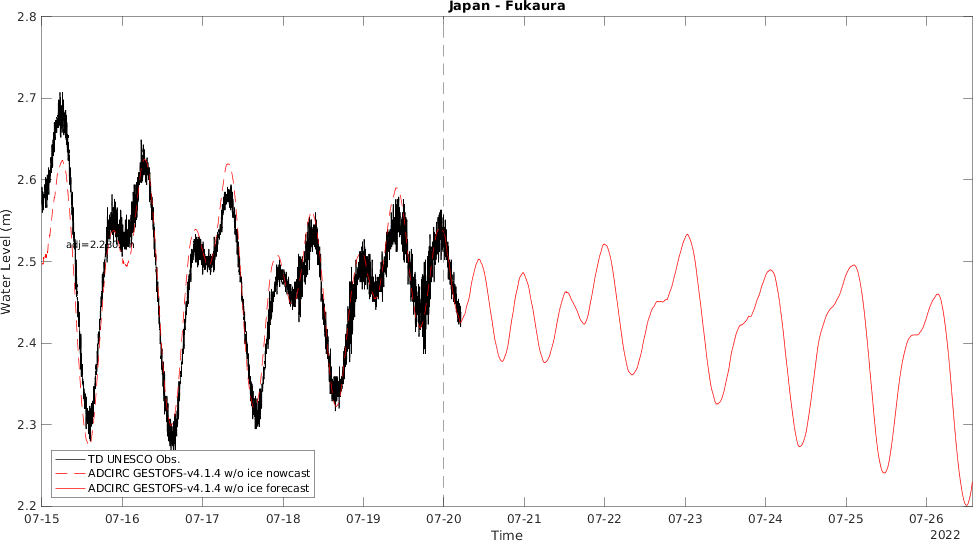 Japan - Fukaura
Water Level (m)
2.8
2.7
2.6
2.5
2.4
2.3
2.2
TD UNESCO Obs.
ADCIRC GESTOFS-v4.1.4 w/o ice nowcast
ADCIRC GESTOFS-v4.1.4 w/o ice forecast
07-15 07-16 07-17 07-18 07-19 07-20 07-21 07-22 07-23 07-24 07-25 07-26
Time
2022